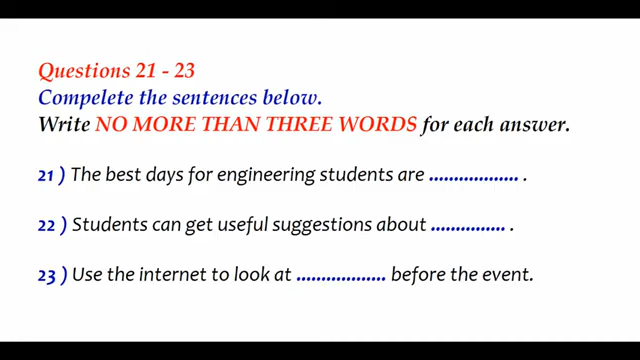 Questions 21 - 23
Compelete the sentences below.
Write NO MORE THAN THREE WORDS for each answer.
21 ) The best days for engineering students are .................. .
22 ) Students can get useful suggestions about ............... .
23 ) Use the internet to look at .................. before the event.